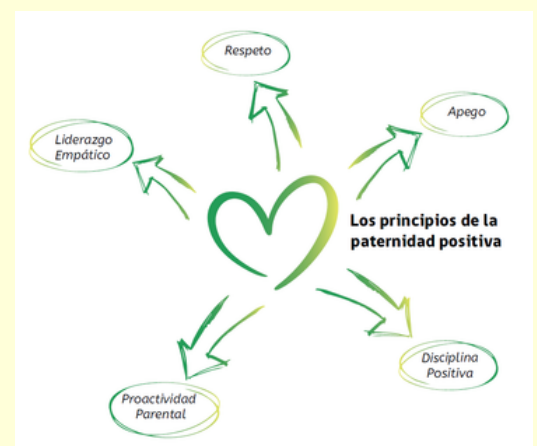 Respeto
Apego
Liderazgo
Empático
Los principios de la
paternidad positiva
Disciplina
Positiva
Proactividad
Parental